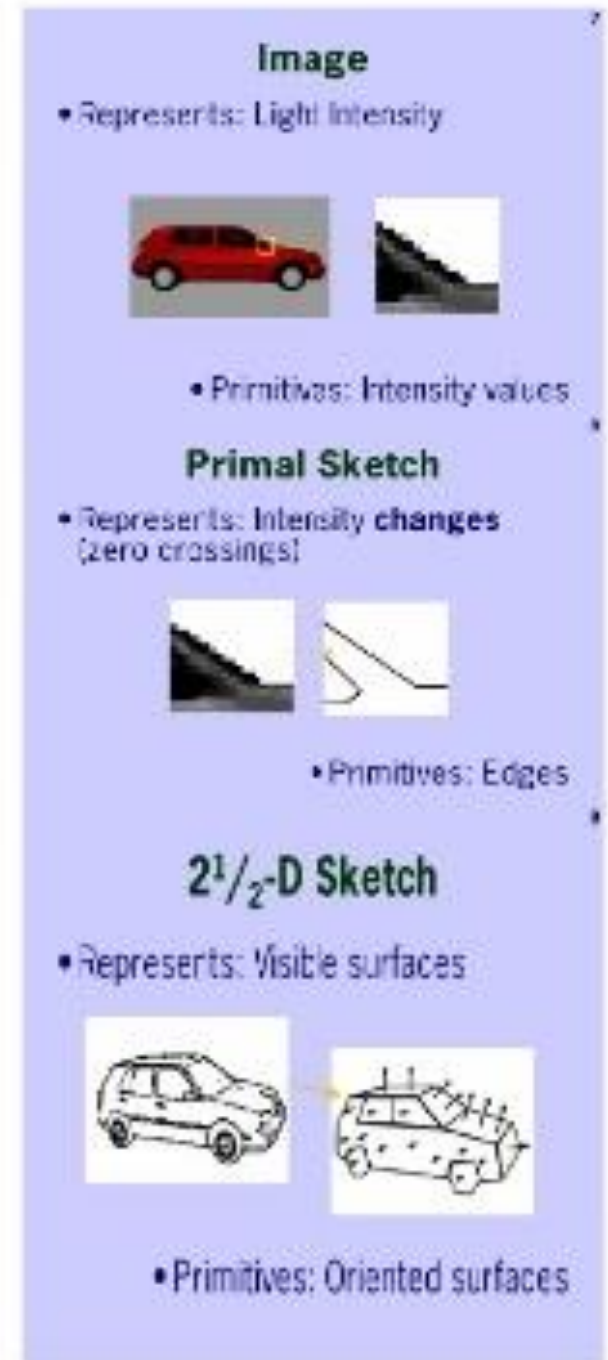 7
Image
• Represents: Light Intensity
• Primitives: Intensity values
Primal Sketch
• Represents: Intensity changes
(zero crossings)
• Primitives: Edges
2¹/₂-D Sketch
• Represents: Visible surfaces
• Primitives: Oriented surfaces